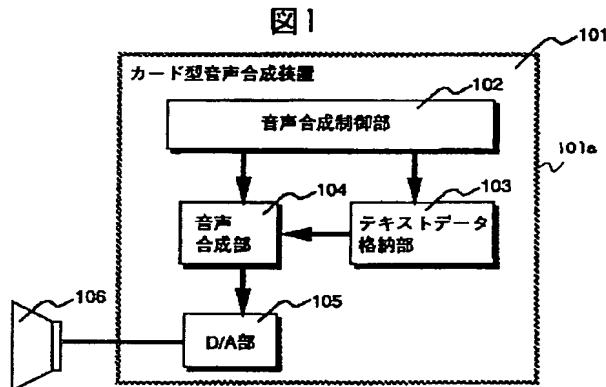 図1
101
カード型音声合成装置
102
音声合成制御部
101a
104
103
音声
合成部
テキストデータ
格納部
106
105
D/A部